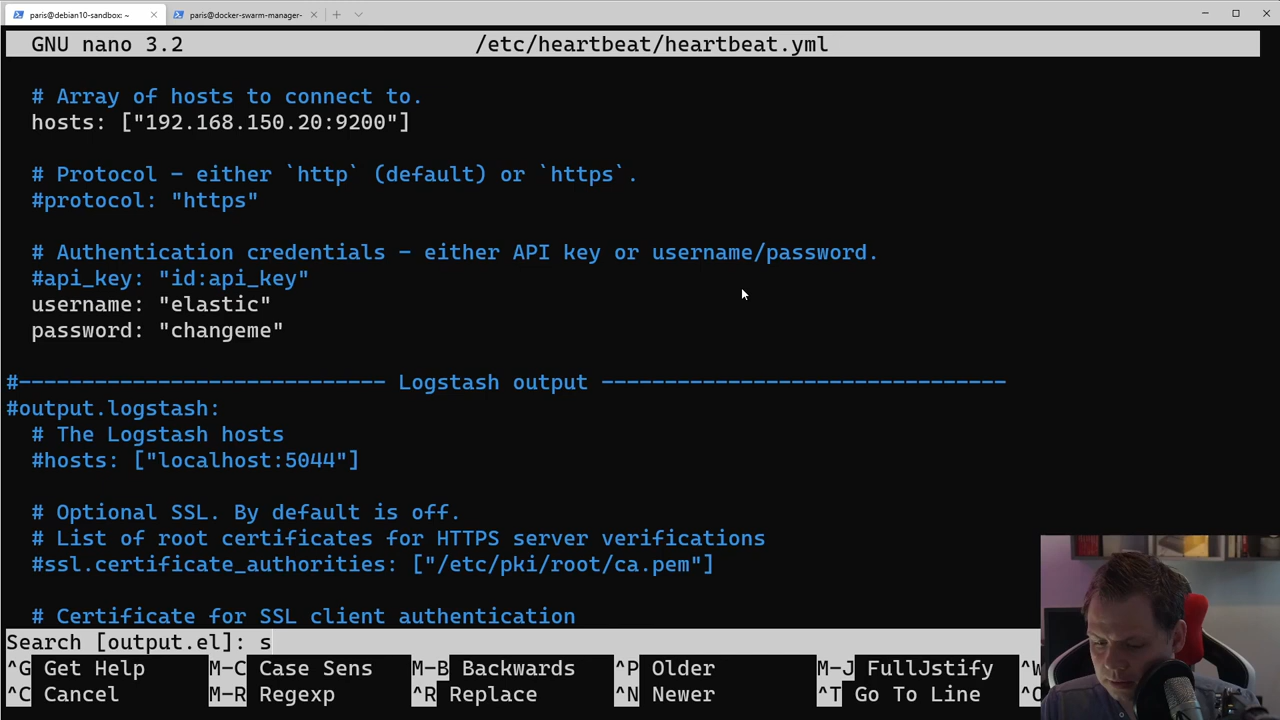 paris@debian10-sandbox: ~
paris@docker-swarm-manager-
GNU nano 3.2 /etc/heartbeat/heartbeat.yml
# Array of hosts to connect to.
hosts: ["192.168.150.20:9200"]
# Protocol - either `http` (default) or `https`.
#protocol: "https"
# Authentication credentials - either API key or username/password.
#api_key: "id:api_key"
username: "elastic"
password: "changeme"
#----------------------------- Logstash output --------------------------------
#output.logstash:
# The Logstash hosts
#hosts: ["localhost:5044"]
# Optional SSL. By default is off.
# List of root certificates for HTTPS server verifications
#ssl.certificate_authorities: ["/etc/pki/root/ca.pem"]
# Certificate for SSL client authentication
Search [output.el]: s
^G Get Help M-C Case Sens M-B Backwards ^P Older M-J FullJstify
^C Cancel M-R Regexp ^R Replace ^N Newer ^T Go To Line